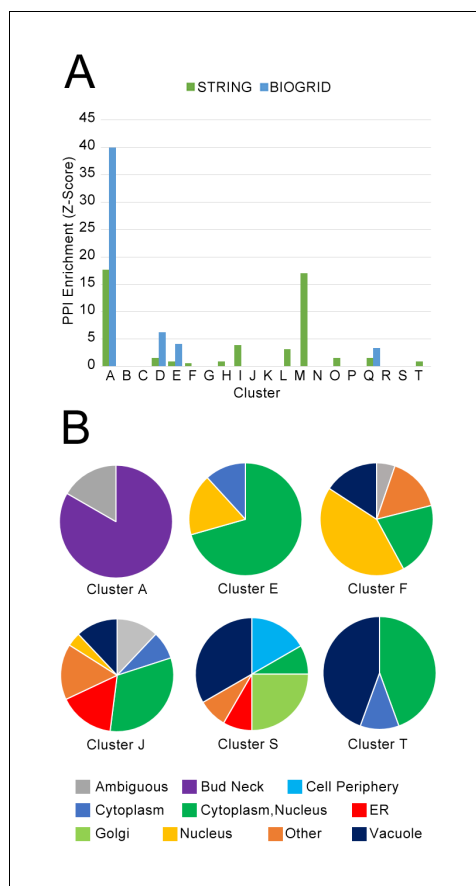 A
STRING BIOGRID
45
40
35
30
25
20
15
10
5
0
PPI Enrichment (Z-Score)
A B C D E F G H I J K L M N O P Q R S T
Cluster
B
Cluster A Cluster E Cluster F
Cluster J Cluster S Cluster T
Ambiguous Bud Neck Cell Periphery
Cytoplasm Cytoplasm,Nucleus ER
Golgi Nucleus Other Vacuole